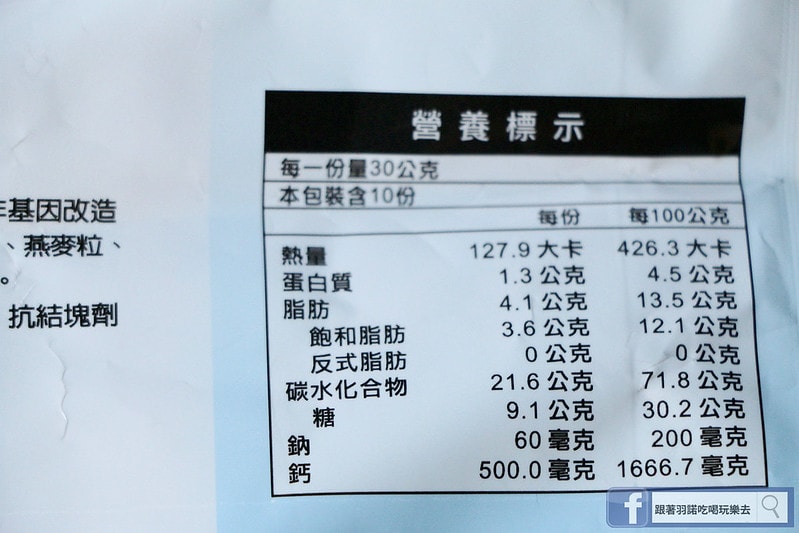 基因改造
、燕麥粒、
。
抗結塊劑
營養標示
每一份量30公克
本包裝含10份
每份 每100公克
熱量 127.9 大卡 426.3 大卡
蛋白質 1.3 公克 4.5 公克
脂肪 4.1 公克 13.5 公克
飽和脂肪 3.6 公克 12.1 公克
反式脂肪 0 公克 0 公克
碳水化合物 21.6 公克 71.8 公克
糖 9.1 公克 30.2 公克
鈉 60 毫克 200 毫克
鈣 500.0 毫克 1666.7 毫克
f 跟著羽諾吃喝玩樂去